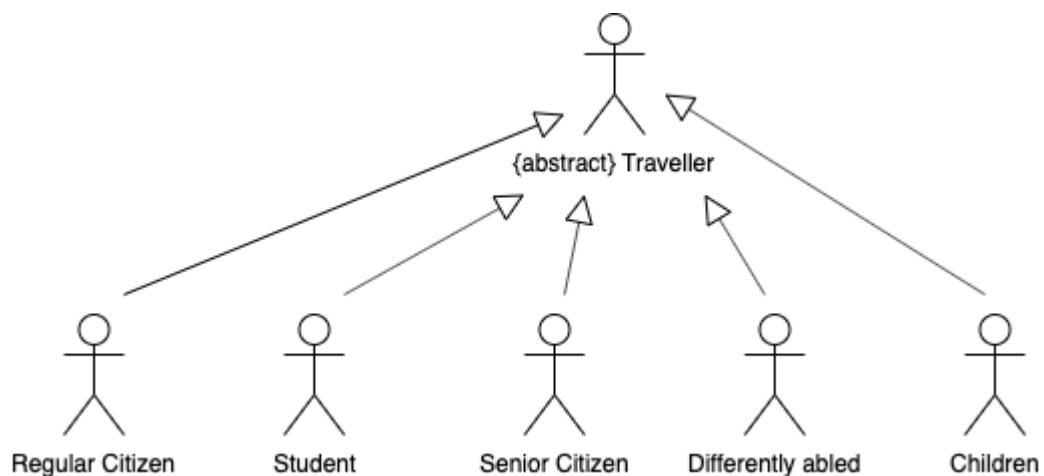 {abstract} Traveller
Regular Citizen
Student
Senior Citizen
Differently abled
Children